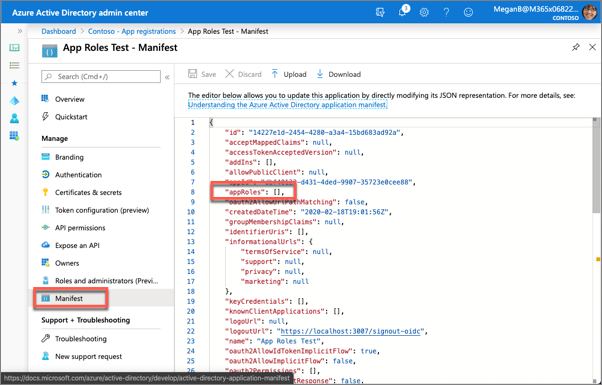 Azure Active Directory admin center
1
MeganB@M365x06822...
CONTOSO
Dashboard > Contoso - App registrations > App Roles Test - Manifest
App Roles Test - Manifest
Search (Cmd+/)
Save
Discard
Upload
Download
Overview
Quickstart
Manage
Branding
Authentication
Certificates & secrets
Token configuration (preview)
API permissions
Expose an API
Owners
Roles and administrators (Previ...
Manifest
Support + Troubleshooting
Troubleshooting
New support request
The editor below allows you to update this application by directly modifying its JSON representation. For more details, see:
Understanding the Azure Active Directory application manifest.
1 {
2 "id": "14227e1d-2454-4280-a3a4-15bd683ad92a",
3 "acceptMappedClaims": null,
4 "accessTokenAcceptedVersion": null,
5 "addIns": [],
6 "allowPublicClient": null,
7 -d431-4ded-9907-35723e0cee88",
8 "appRoles": [],
9 "oauth2AllowUrlPathMatching": false,
10 "createdDateTime": "2020-02-18T19:01:56Z",
11 "groupMembershipClaims": null,
12 "identifierUris": [],
13 "informationalUrls": {
14 "termsOfService": null,
15 "support": null,
16 "privacy": null,
17 "marketing": null
18 },
19 "keyCredentials": [],
20 "knownClientApplications": [],
21 "logoUrl": null,
22 "logoutUrl": "https://localhost:3007/signout-oidc",
23 "name": "App Roles Test",
24 "oauth2AllowIdTokenImplicitFlow": true,
25 "oauth2AllowImplicitFlow": false,
26 "oauth2Permissions": [],
tResponse": false,
https://docs.microsoft.com/azure/active-directory/develop/active-directory-application-manifest